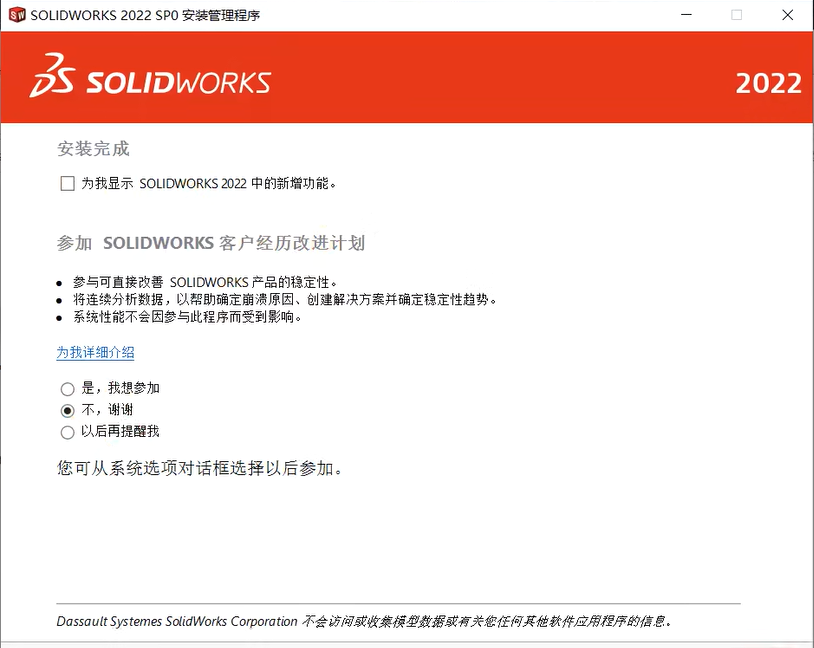 SOLIDWORKS 2022 SP0 安装管理程序
SOLIDWORKS
2022
安装完成
为我显示 SOLIDWORKS 2022 中的新增功能。
参加 SOLIDWORKS 客户经历改进计划
参与可直接改善 SOLIDWORKS 产品的稳定性。
将连续分析数据，以帮助确定崩溃原因、创建解决方案并确定稳定性趋势。
系统性能不会因参与此程序而受到影响。
为我详细介绍
是，我想参加
不，谢谢
以后再提醒我
您可从系统选项对话框选择以后参加。
Dassault Systemes SolidWorks Corporation 不会访问或收集模型数据或有关您任何其他软件应用程序的信息。